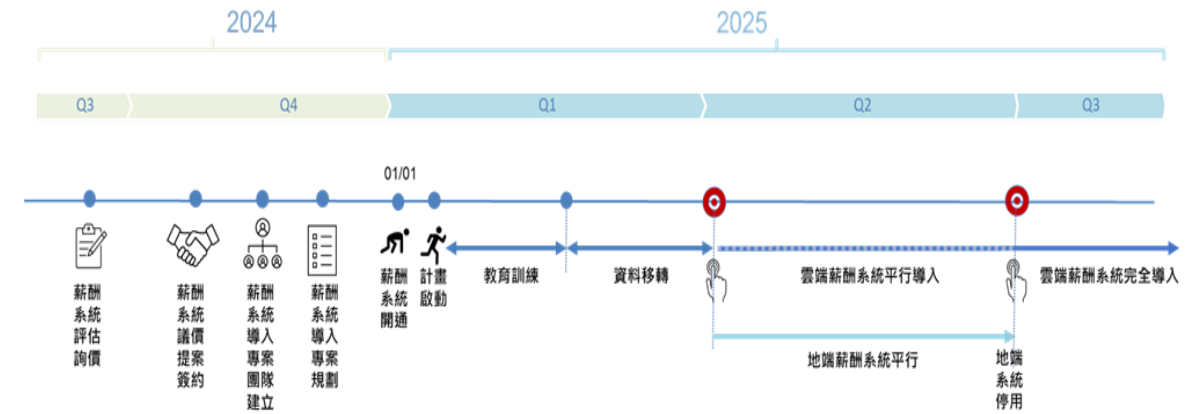 2024
2025
Q3
Q4
Q1
Q2
Q3
01/01
薪酬
系統
評估
詢價
薪酬
系統
議價
提案
簽約
薪酬
系統
導入
專案
團隊
建立
薪酬
系統
導入
專案
規劃
薪酬
系統
開通
計畫
啟動
教育訓練
資料移轉
雲端薪酬系統平行導入
雲端薪酬系統完全導入
地端薪酬系統平行
地端
系統
停用